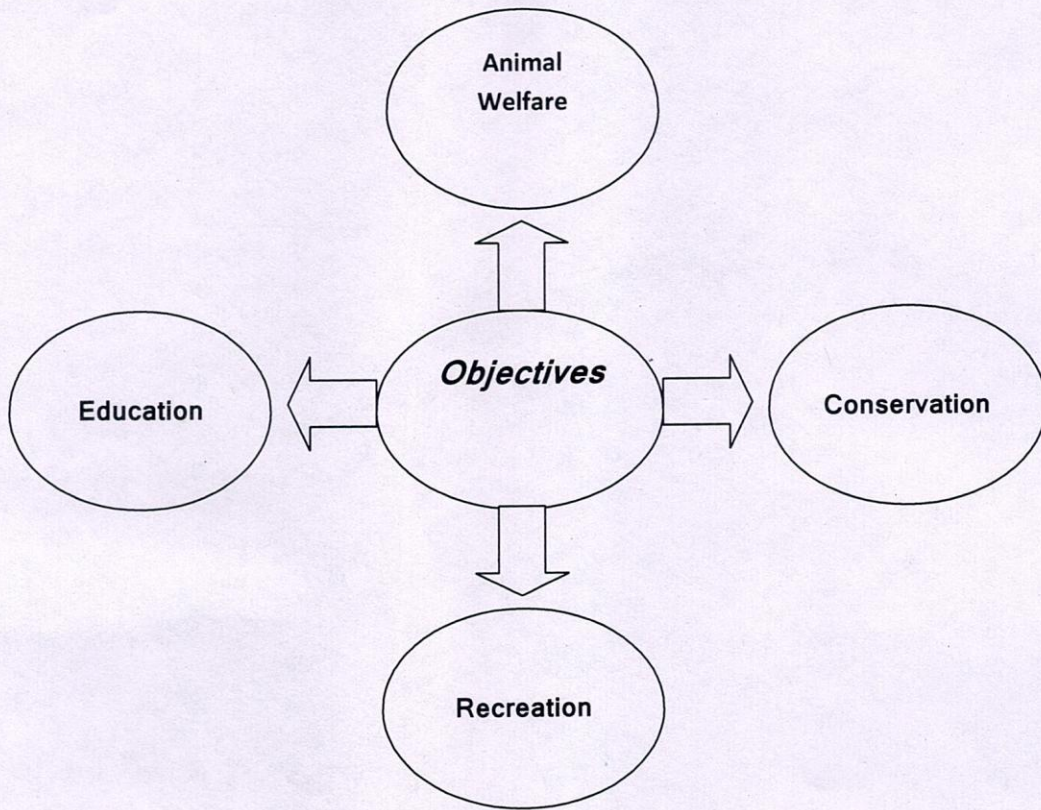 Animal
Welfare
Objectives
Education
Conservation
Recreation